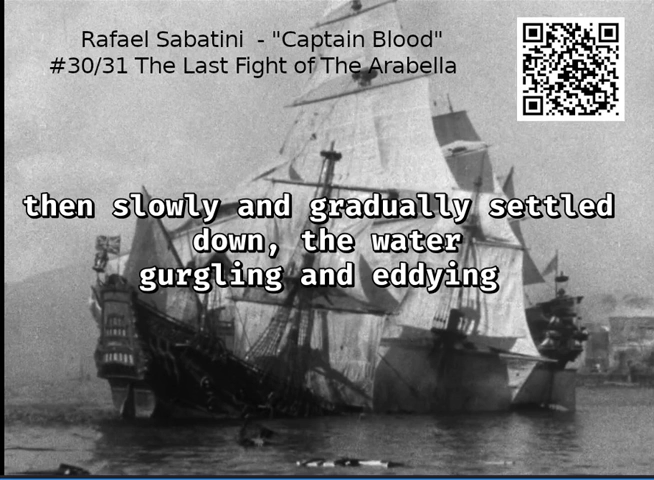 Rafael Sabatini - "Captain Blood"
#30/31 The Last Fight of The Arabella
then slowly and gradually settled
down, the water
gurgling and eddying